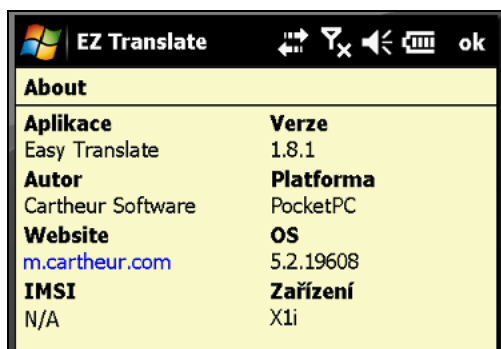 EZ Translate ok
About
Aplikace Verze
Easy Translate 1.8.1
Autor Platforma
Cartheur Software PocketPC
Website OS
m.cartheur.com 5.2.19608
IMSI Zařízení
N/A X1i